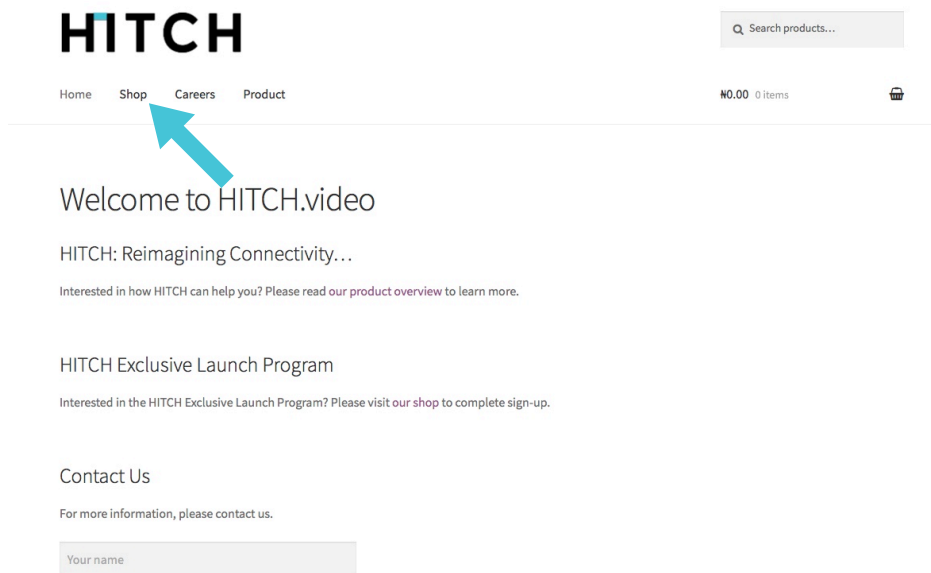 HITCH
Search products...
Home Shop Careers Product
₦0.00 0 items
Welcome to HITCH.video
HITCH: Reimagining Connectivity...
Interested in how HITCH can help you? Please read our product overview to learn more.
HITCH Exclusive Launch Program
Interested in the HITCH Exclusive Launch Program? Please visit our shop to complete sign-up.
Contact Us
For more information, please contact us.
Your name